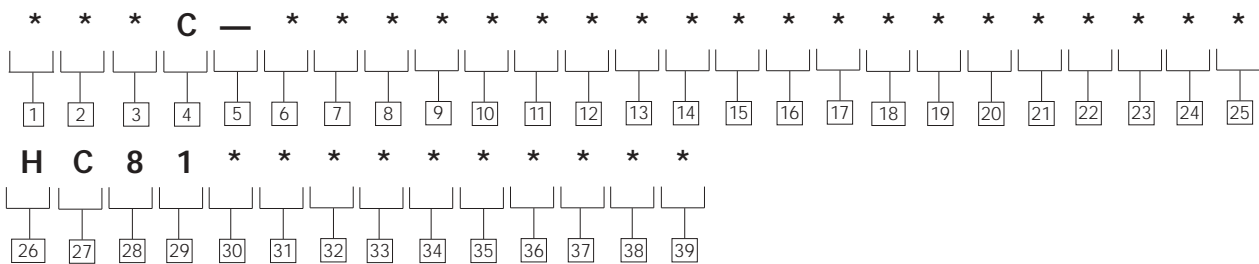 * * * C — * * * * * * * * * * * * * * * * * * * *
1 2 3 4 5 6 7 8 9 10 11 12 13 14 15 16 17 18 19 20 21 22 23 24 25
H C 8 1 * * * * * * * * * *
26 27 28 29 30 31 32 33 34 35 36 37 38 39